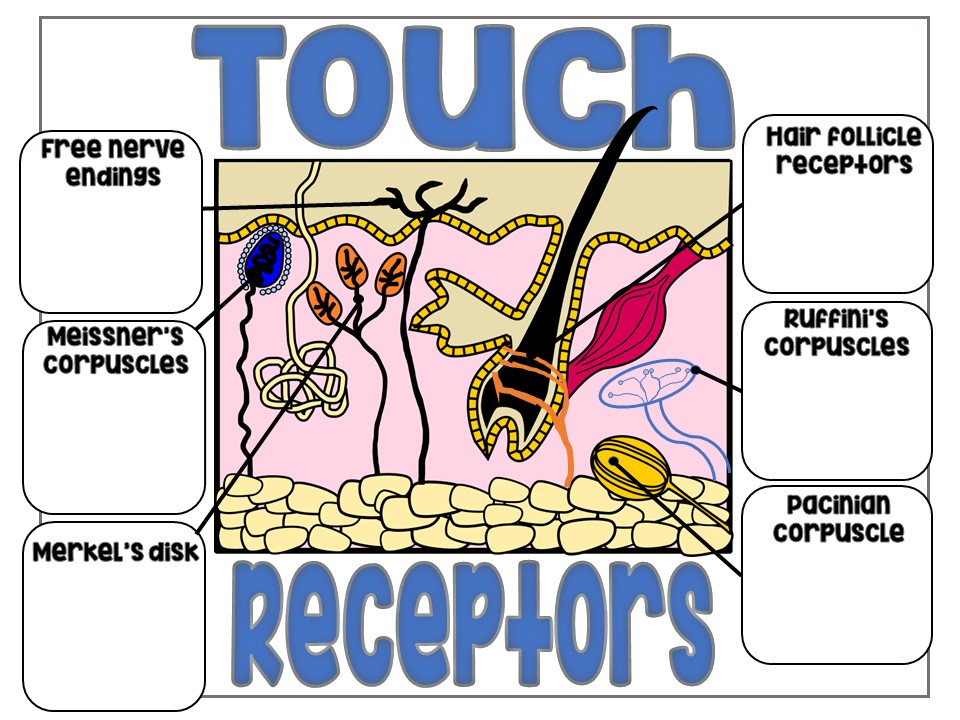 Touch
Free nerve
endings
Meissner's
corpuscles
Merkel's disk
Hair follicle
receptors
Ruffini's
corpuscles
Pacinian
corpuscle
Receptors